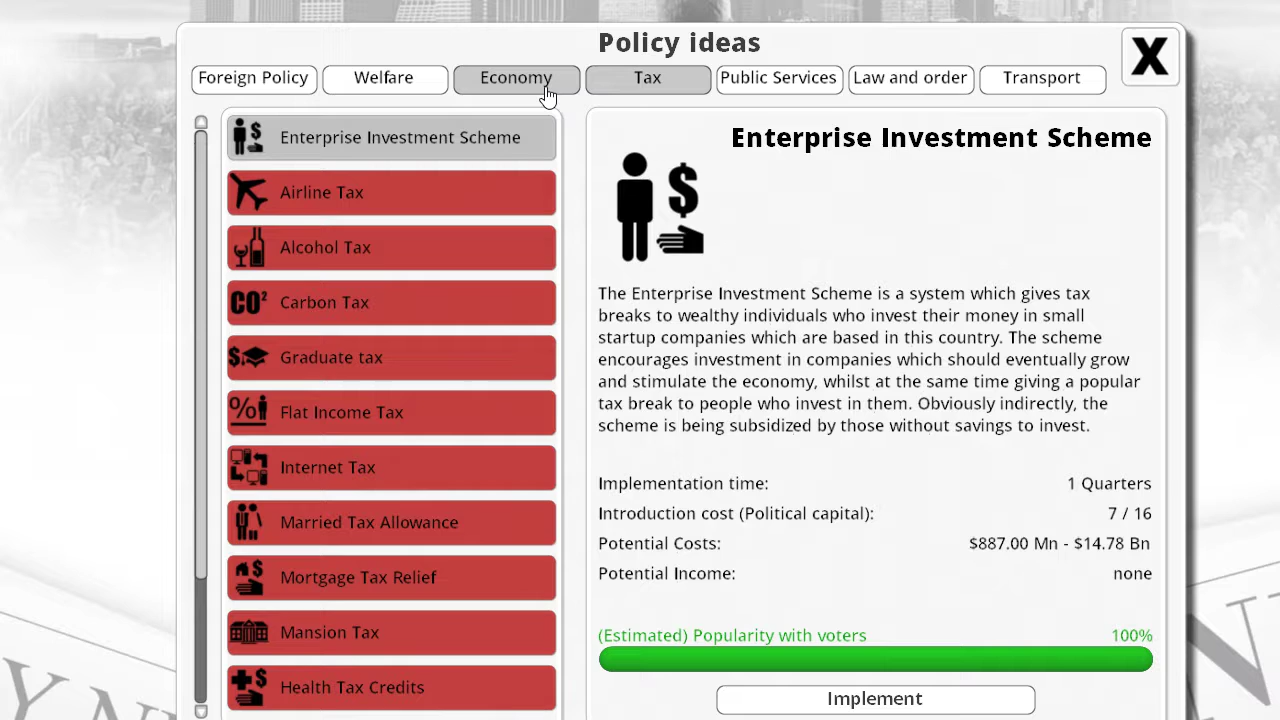 Policy ideas
X
Foreign Policy
Welfare
Economy
Tax
Public Services
Law and order
Transport
$
Enterprise Investment Scheme
Airline Tax
Alcohol Tax
CO²
Carbon Tax
$
Graduate tax
%
Flat Income Tax
Internet Tax
Married Tax Allowance
$
Mortgage Tax Relief
Mansion Tax
$
Health Tax Credits
Enterprise Investment Scheme
$
The Enterprise Investment Scheme is a system which gives tax
breaks to wealthy individuals who invest their money in small
startup companies which are based in this country. The scheme
encourages investment in companies which should eventually grow
and stimulate the economy, whilst at the same time giving a popular
tax break to people who invest in them. Obviously indirectly, the
scheme is being subsidized by those without savings to invest.
Implementation time: 1 Quarters
Introduction cost (Political capital): 7 / 16
Potential Costs: $887.00 Mn - $14.78 Bn
Potential Income: none
(Estimated) Popularity with voters 100%
Implement